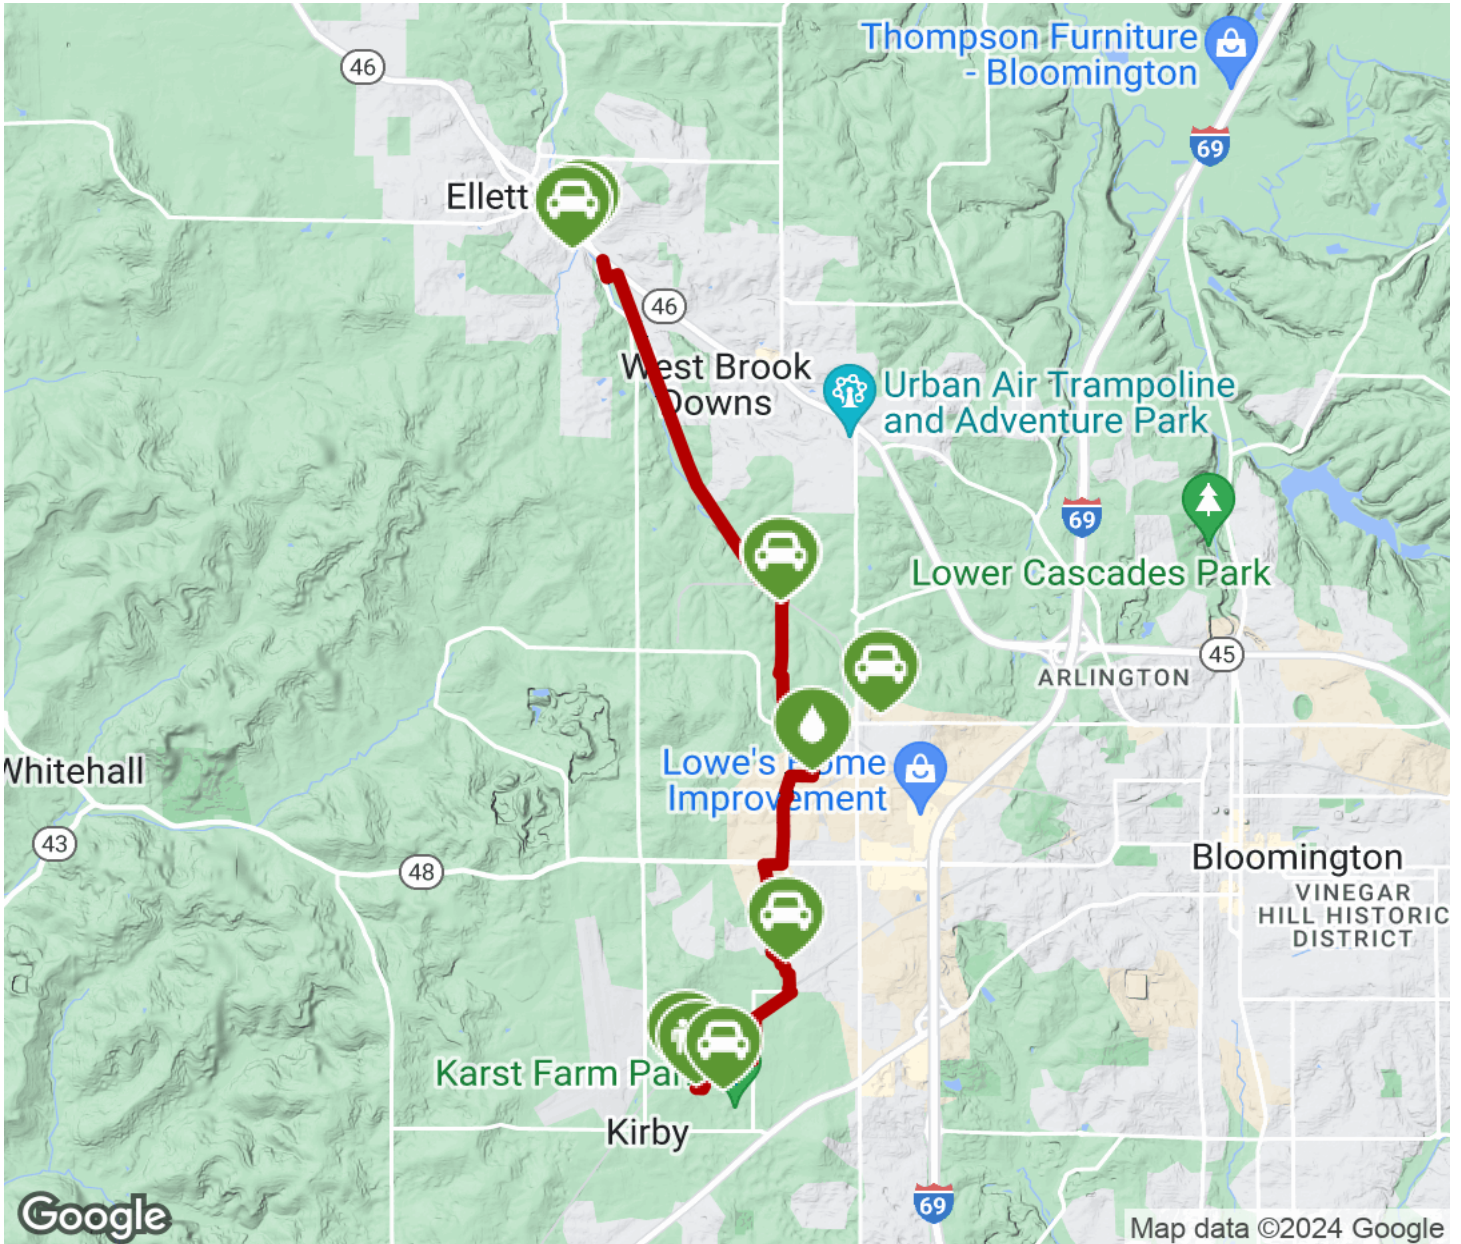 Thompson Furniture
- Bloomington
46
69
Ellett
46
West Brook
Downs
Urban Air Trampoline
and Adventure Park
69
Lower Cascades Park
45
ARLINGTON
Lowe's Home
Improvement
Whitehall
43
48
Bloomington
VINEGAR
HILL HISTORIC
DISTRICT
Karst Farm Par
Kirby
69
Google
Map data ©2024 Google